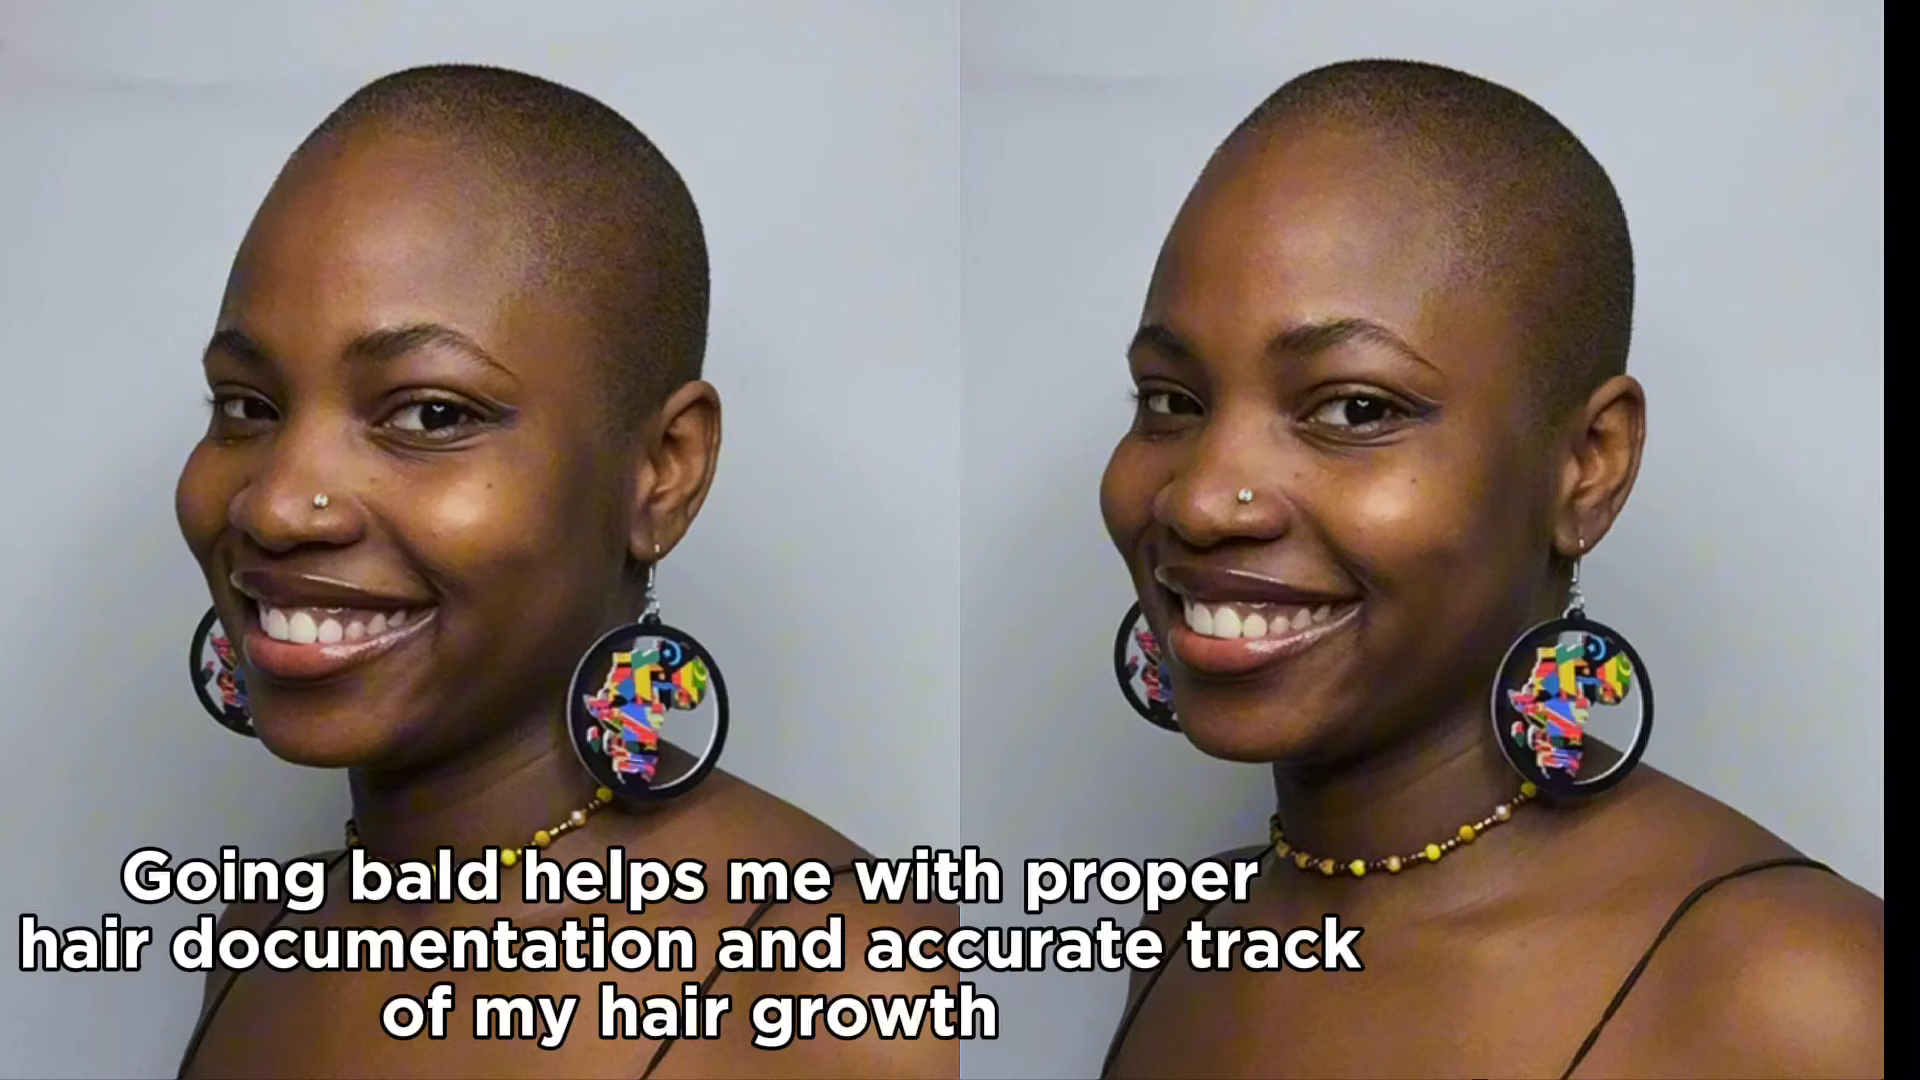 Going bald helps me with proper
hair documentation and accurate track
of my hair growth